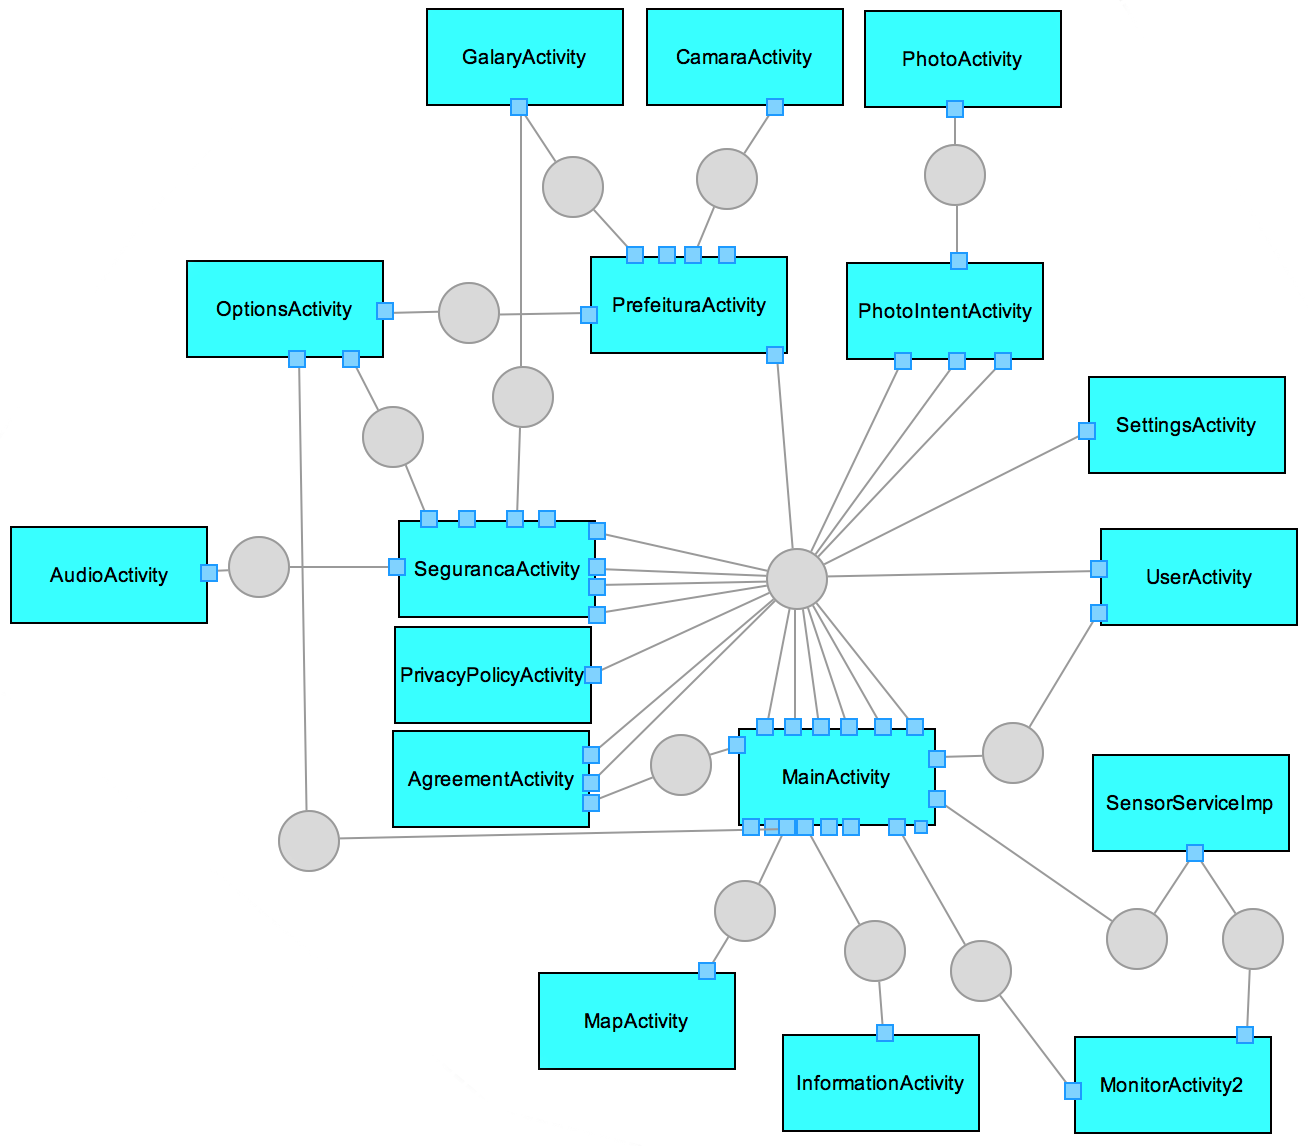 GalaryActivity
CamaraActivity
PhotoActivity
OptionsActivity
PrefeituraActivity
PhotoIntentActivity
SettingsActivity
AudioActivity
SegurancaActivity
UserActivity
PrivacyPolicyActivity
AgreementActivity
MainActivity
SensorServiceImp
MapActivity
InformationActivity
MonitorActivity2